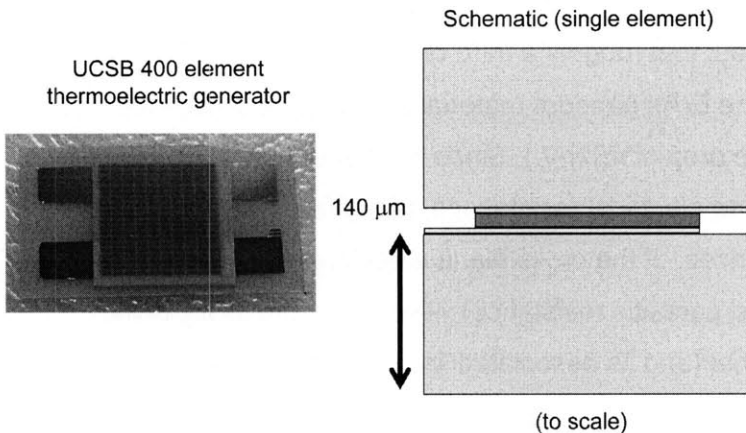 Schematic (single element)
UCSB 400 element
thermoelectric generator
140 μm
(to scale)